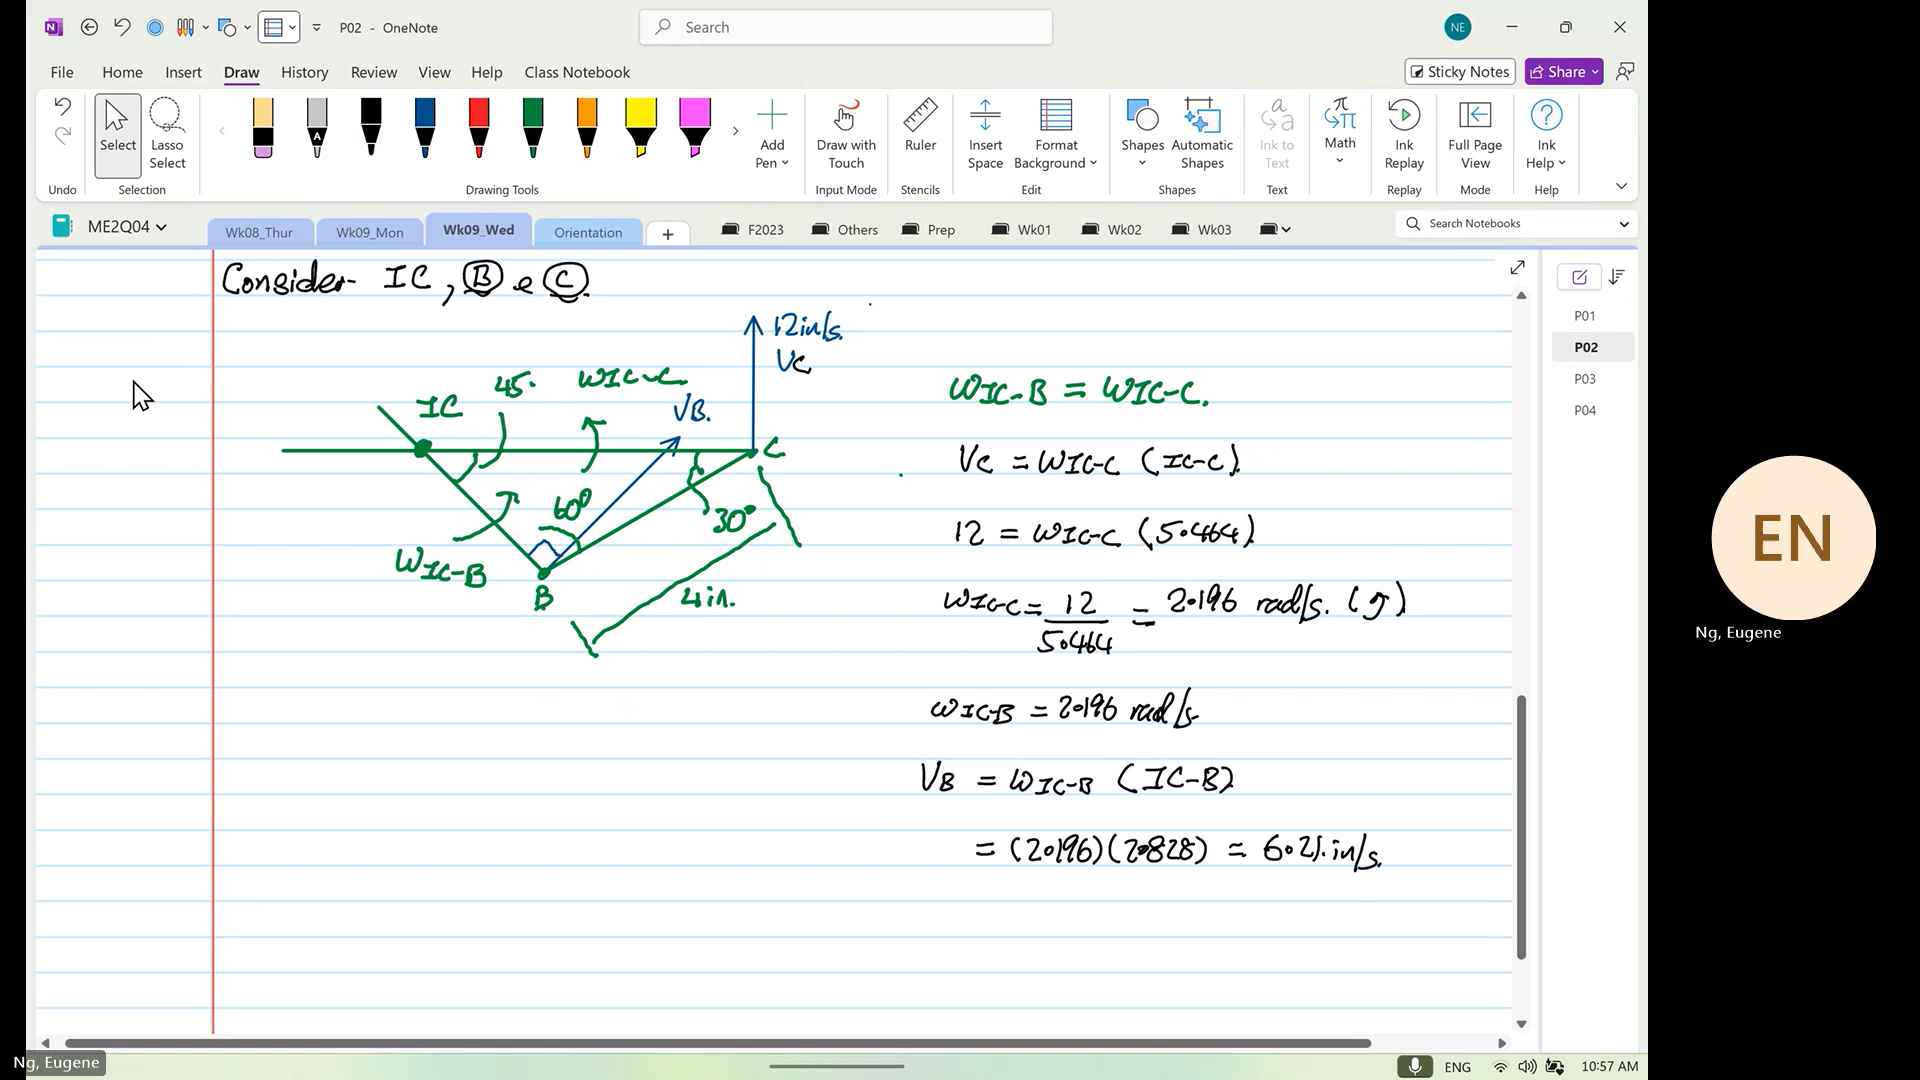 P02 - OneNote
Search
NE
File Home Insert Draw History Review View Help Class Notebook
Sticky Notes
Share
Select
Lasso Select
Add Pen
Draw with Touch
Ruler
Insert Space
Format Background
Shapes
Automatic Shapes
Ink to Text
Math
Ink Replay
Full Page View
Ink Help
Undo
Selection
Drawing Tools
Input Mode
Stencils
Edit
Shapes
Text
Replay
Mode
Help
ME2Q04
Wk08_Thur
Wk09_Mon
Wk09_Wed
Orientation
+
F2023
Others
Prep
Wk01
Wk02
Wk03
Search Notebooks
P01
P02
P03
P04
Consider IC, B & C
12in/s.
VC
45°
ωIC-C
IC
VB.
C
60°
30°
ωIC-B
B
4in.
ωIC-B = ωIC-C.
VC = ωIC-C (IC-C)
12 = ωIC-C (5.464)
ωIC-C = 12/5.464 = 2.196 rad/s. (↺)
ωIC-B = 2.196 rad/s
VB = ωIC-B (IC-B)
= (2.196)(2.828) = 6.21 in/s.
EN
Ng, Eugene
Ng, Eugene
ENG
10:57 AM